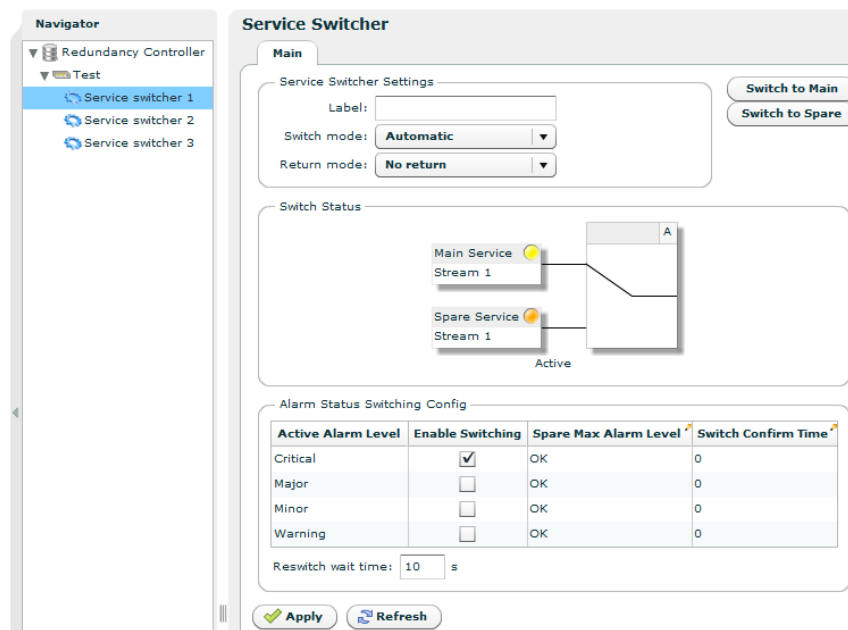 Navigator
Redundancy Controller
Test
Service switcher 1
Service switcher 2
Service switcher 3
Service Switcher
Main
Service Switcher Settings
Label:
Switch mode: Automatic
Return mode: No return
Switch to Main
Switch to Spare
Switch Status
A
Main Service
Stream 1
Spare Service
Stream 1
Active
Alarm Status Switching Config
Active Alarm Level Enable Switching Spare Max Alarm Level Switch Confirm Time
Critical OK 0
Major OK 0
Minor OK 0
Warning OK 0
Reswitch wait time: 10 s
Apply Refresh